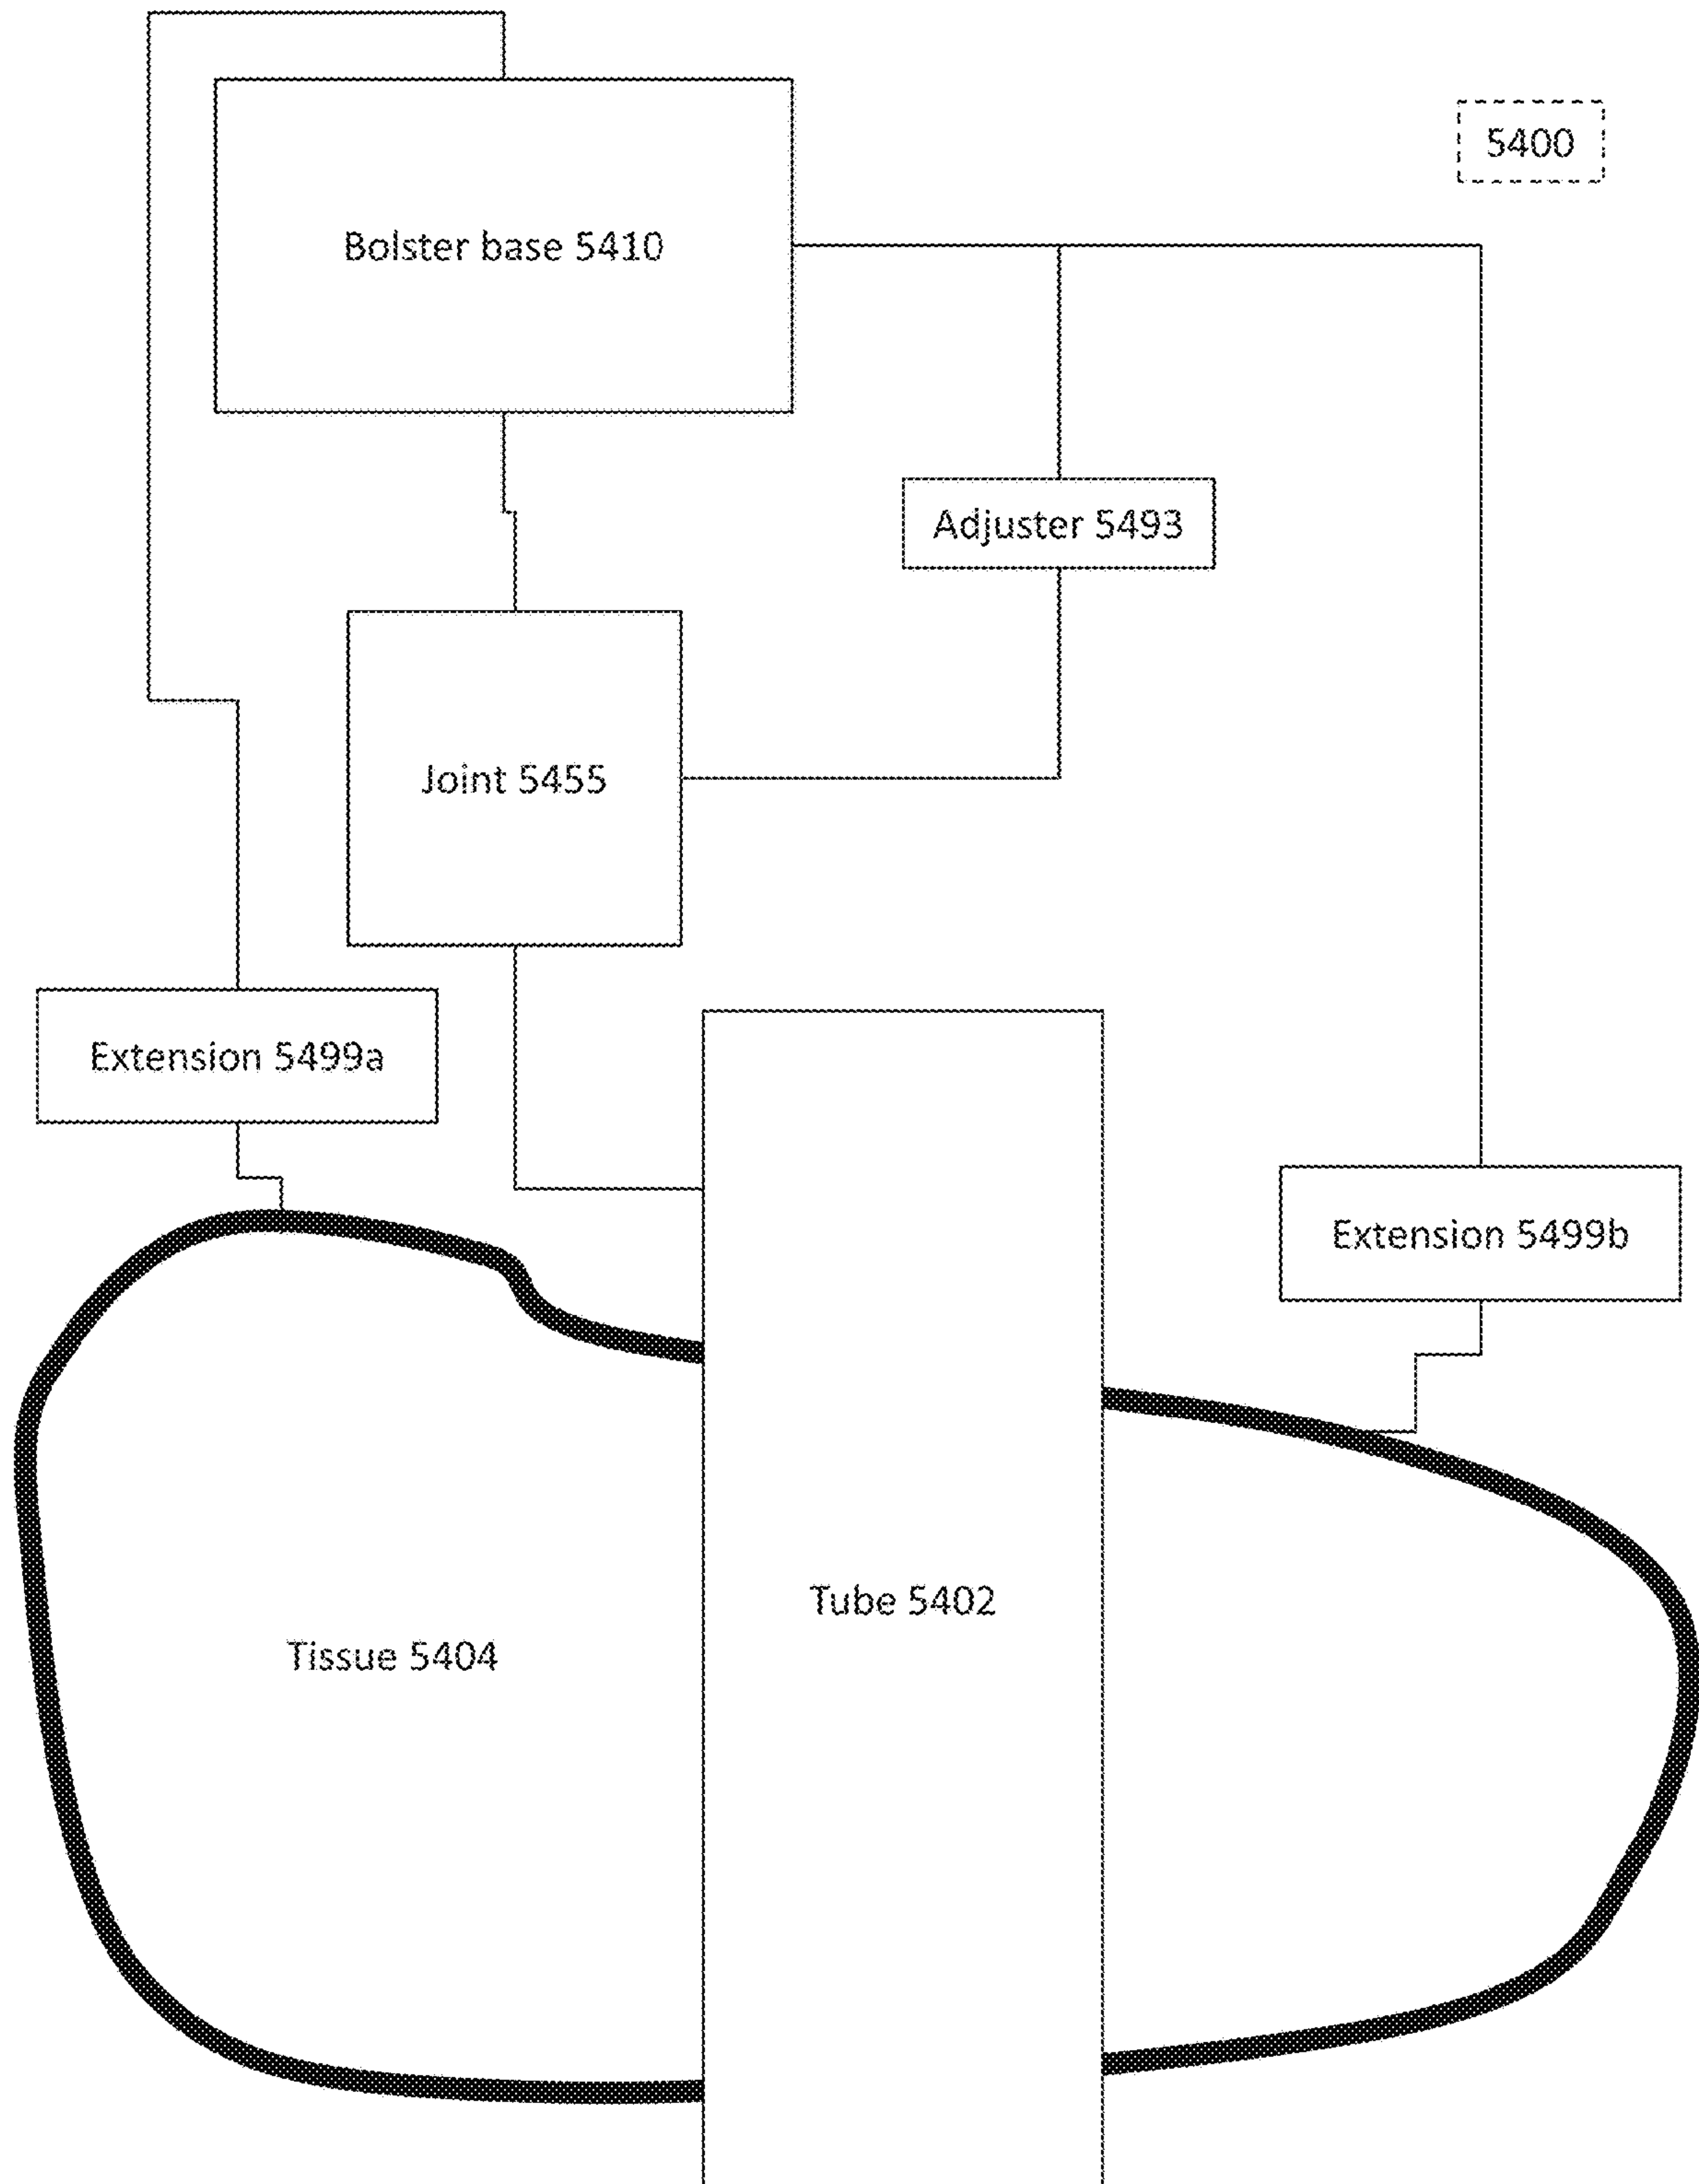 5400
Bolster base 5410
Adjuster 5493
Joint 5455
Extension 5499a
Extension 5499b
Tube 5402
Tissue 5404